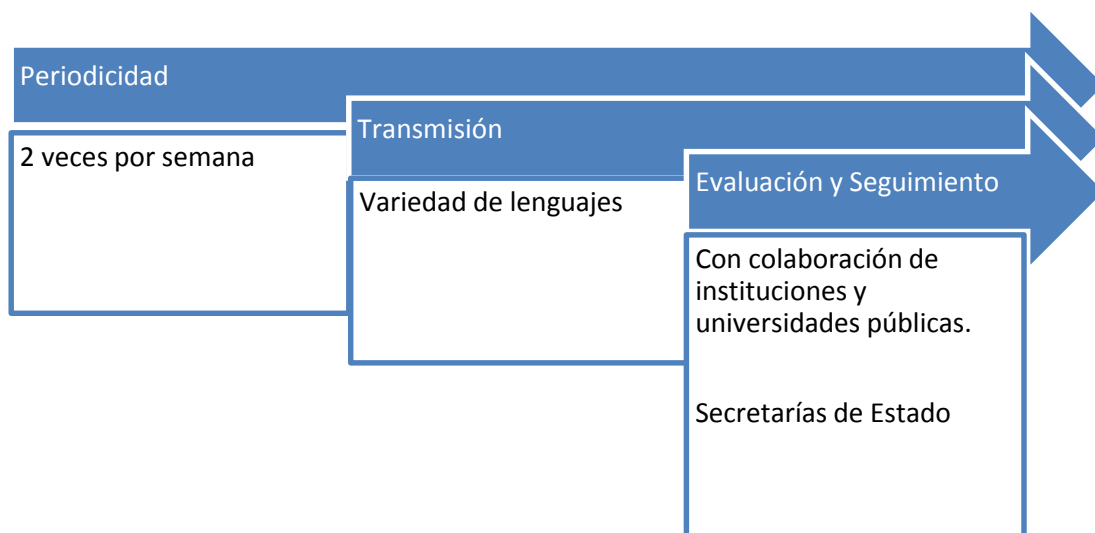 Periodicidad
2 veces por semana
Transmisión
Variedad de lenguajes
Evaluación y Seguimiento
Con colaboración de
instituciones y
universidades públicas.
Secretarías de Estado